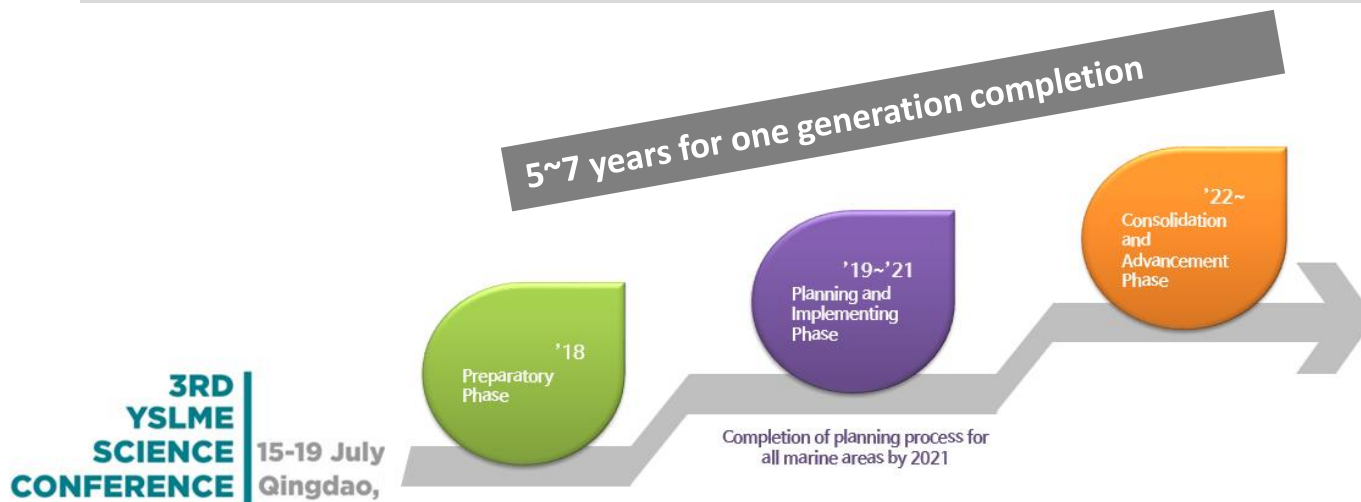 5~7 years for one generation completion
’22~
Consolidation
and
Advancement
Phase
’19~’21
Planning and
Implementing
Phase
’18
Preparatory
Phase
Completion of planning process for
all marine areas by 2021
3RD
YSLME
SCIENCE
CONFERENCE
15-19 July
Qingdao,